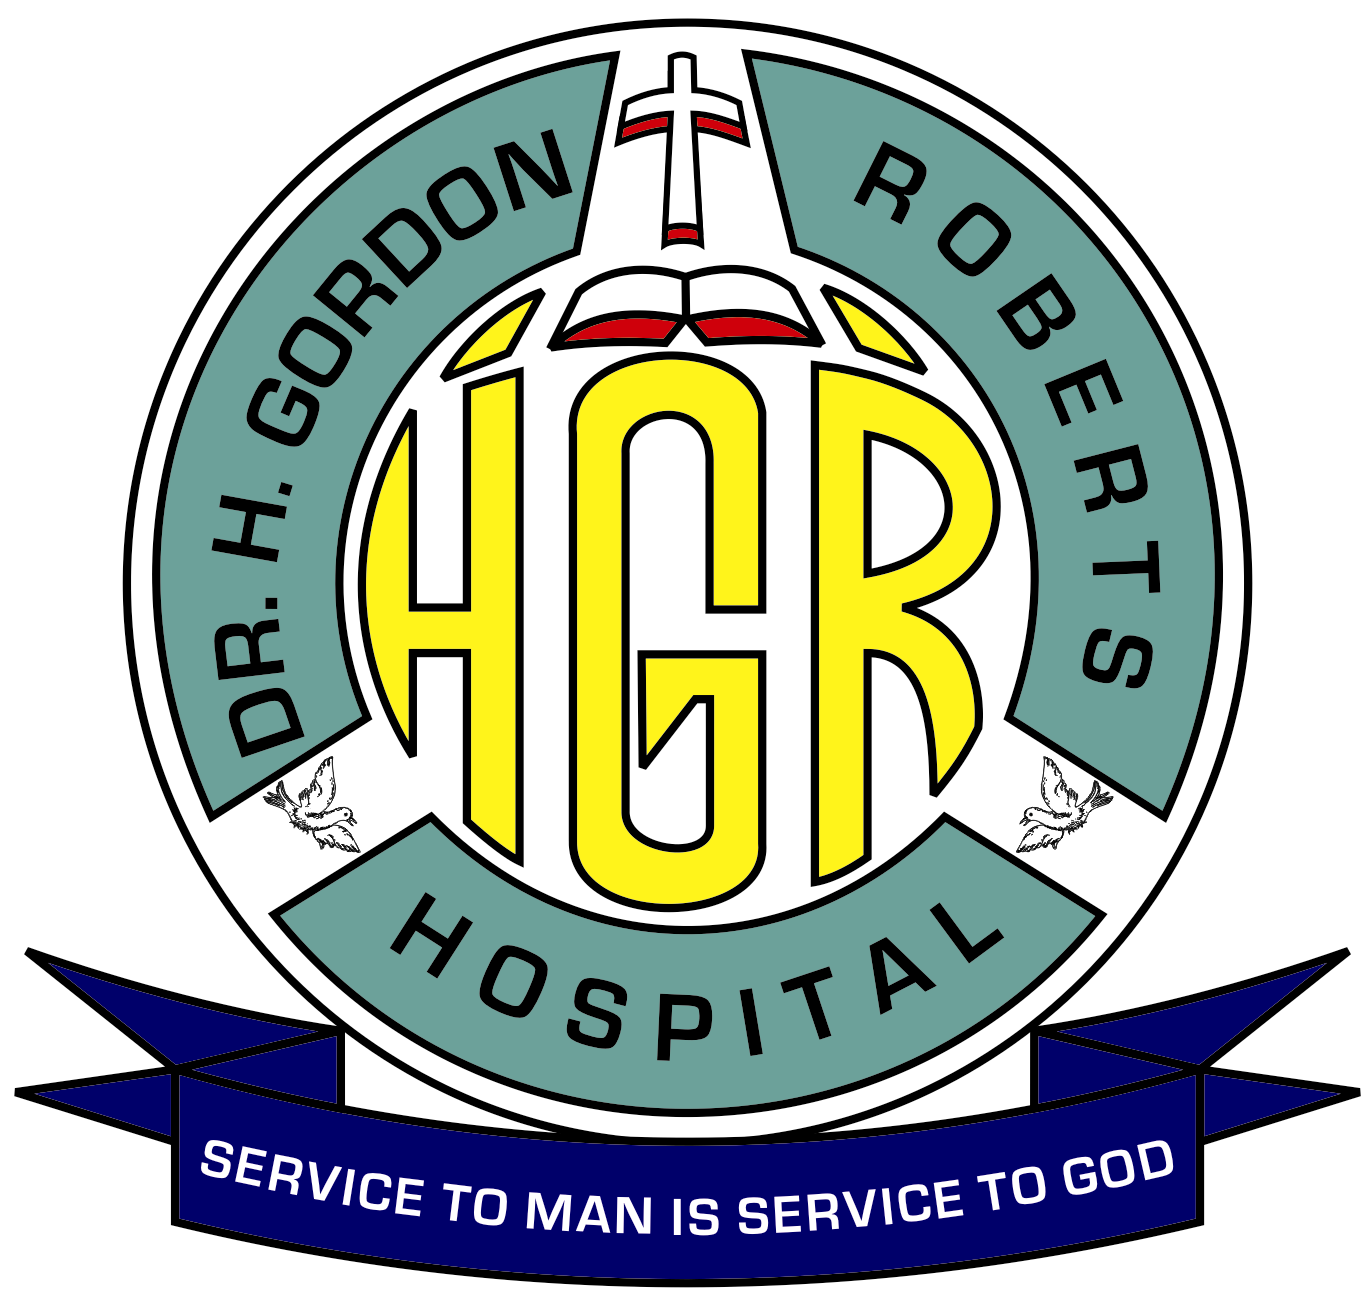 DR. H. GORDON
ROBERTS
HGR
HOSPITAL
SERVICE TO MAN IS SERVICE TO GOD